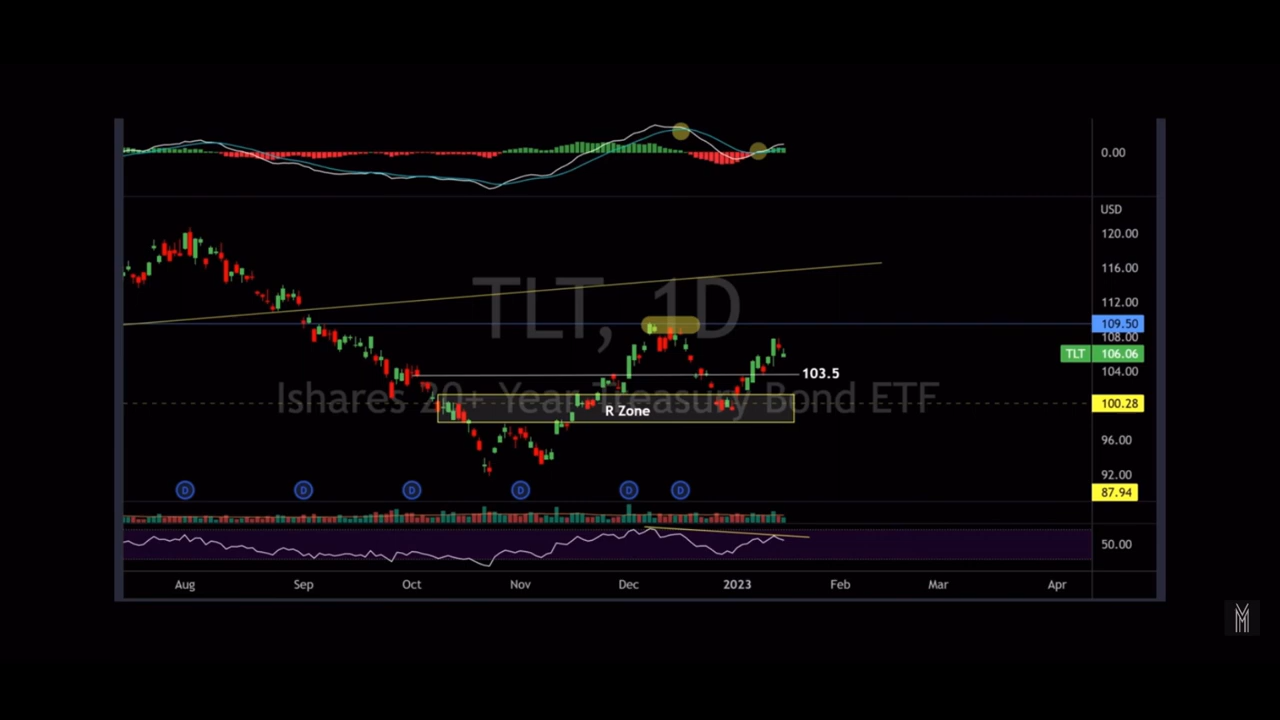 0.00
USD
120.00
116.00
112.00
109.50
108.00
TLT 106.06
104.00
100.28
96.00
92.00
87.94
50.00
TLT, 1D
Ishares 20+ Year Treasury Bond ETF
103.5
R Zone
D D D D D D
Aug Sep Oct Nov Dec 2023 Feb Mar Apr
M